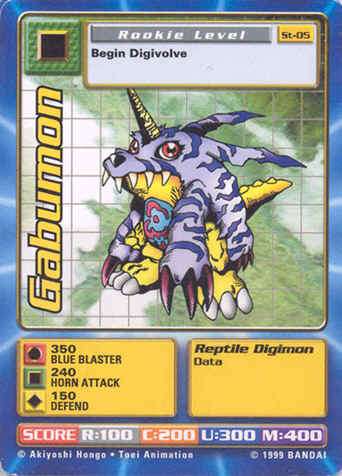 Rookie Level
St-05
Begin Digivolve
Gabumon
350
BLUE BLASTER
240
HORN ATTACK
150
DEFEND
Reptile Digimon
Data
SCORE R:100 C:200 U:300 M:400
© Akiyoshi Hongo • Toei Animation © 1999 BANDAI